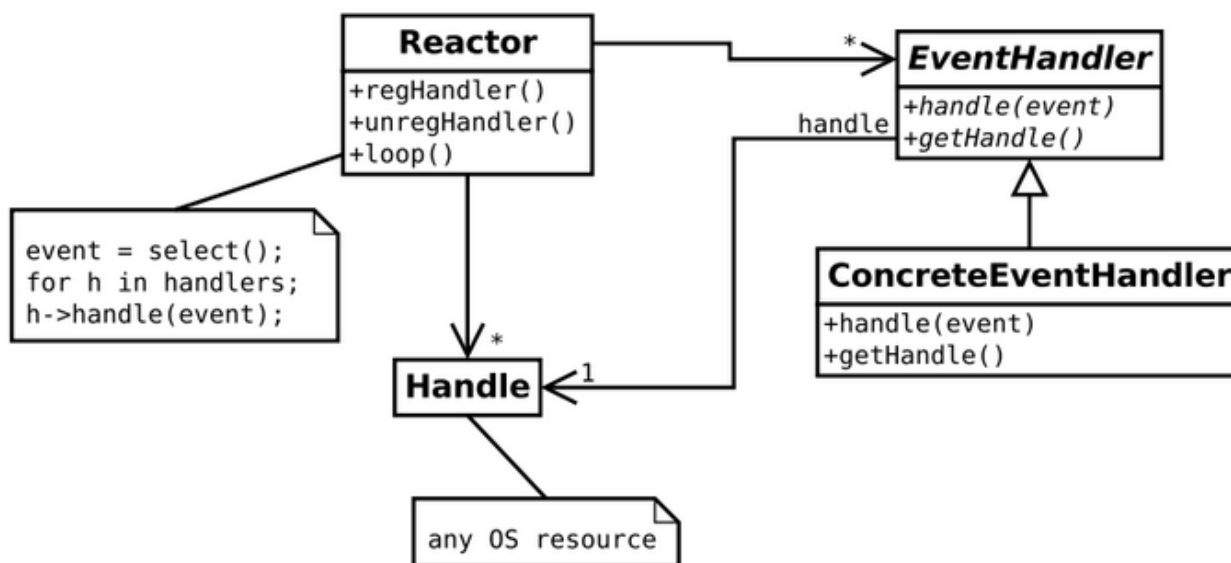 Reactor
+regHandler()
+unregHandler()
+loop()
*
EventHandler
+handle(event)
+getHandle()
handle
event = select();
for h in handlers;
h->handle(event);
ConcreteEventHandler
+handle(event)
+getHandle()
*
1
Handle
any OS resource